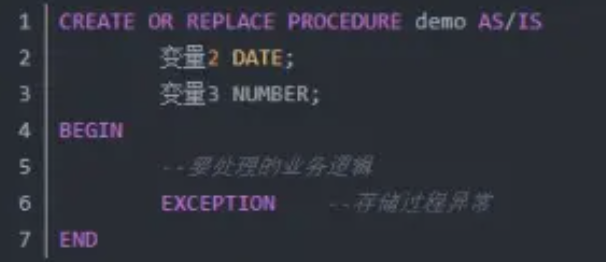 1 CREATE OR REPLACE PROCEDURE demo AS/IS
2 变量2 DATE;
3 变量3 NUMBER;
4 BEGIN
5 --要处理的业务逻辑
6 EXCEPTION --存储过程异常
7 END